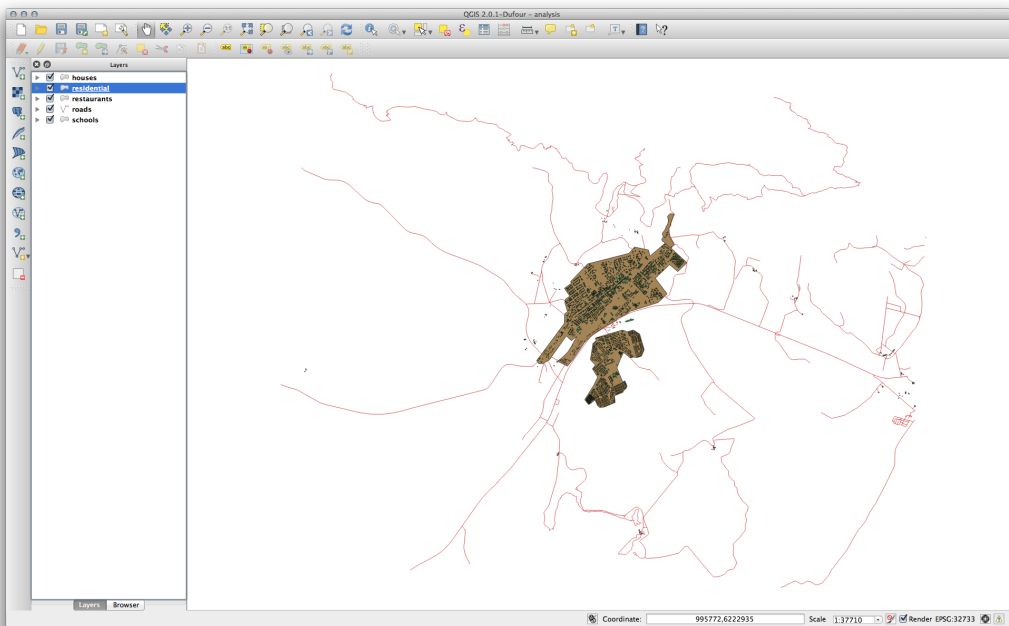 QGIS 2.0.1-Dufour - analysis
Layers
houses
residential
restaurants
roads
schools
Layers Browser
Coordinate: 995772,6222935 Scale 1:37710 Render EPSG:32733